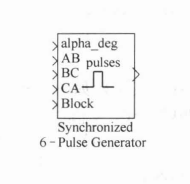 alpha_deg
AB
pulses
BC
CA
Block
Synchronized
6-Pulse Generator